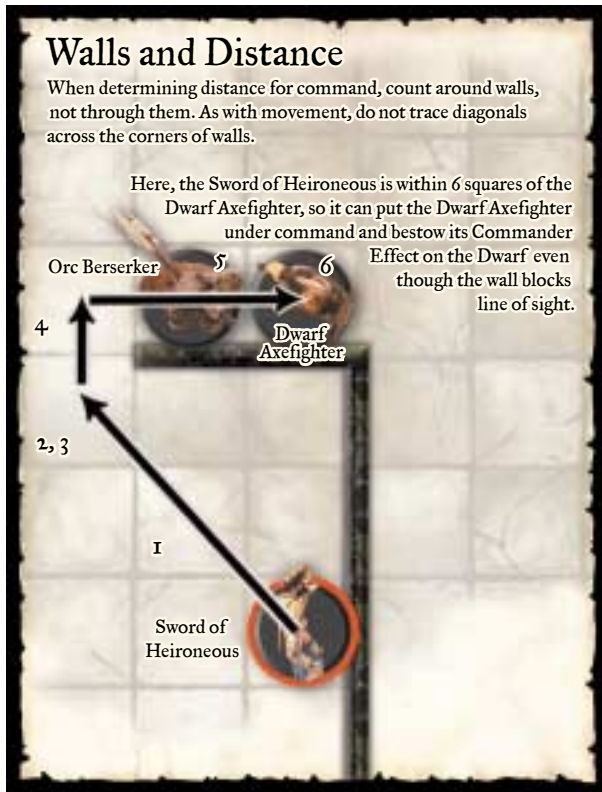 Walls and Distance
When determining distance for command, count around walls,
not through them. As with movement, do not trace diagonals
across the corners of walls.
Here, the Sword of Heironeous is within 6 squares of the
Dwarf Axefighter, so it can put the Dwarf Axefighter
under command and bestow its Commander
Effect on the Dwarf even
though the wall blocks
line of sight.
Orc Berserker
5
6
4
Dwarf
Axefighter
2, 3
1
Sword of
Heironeous